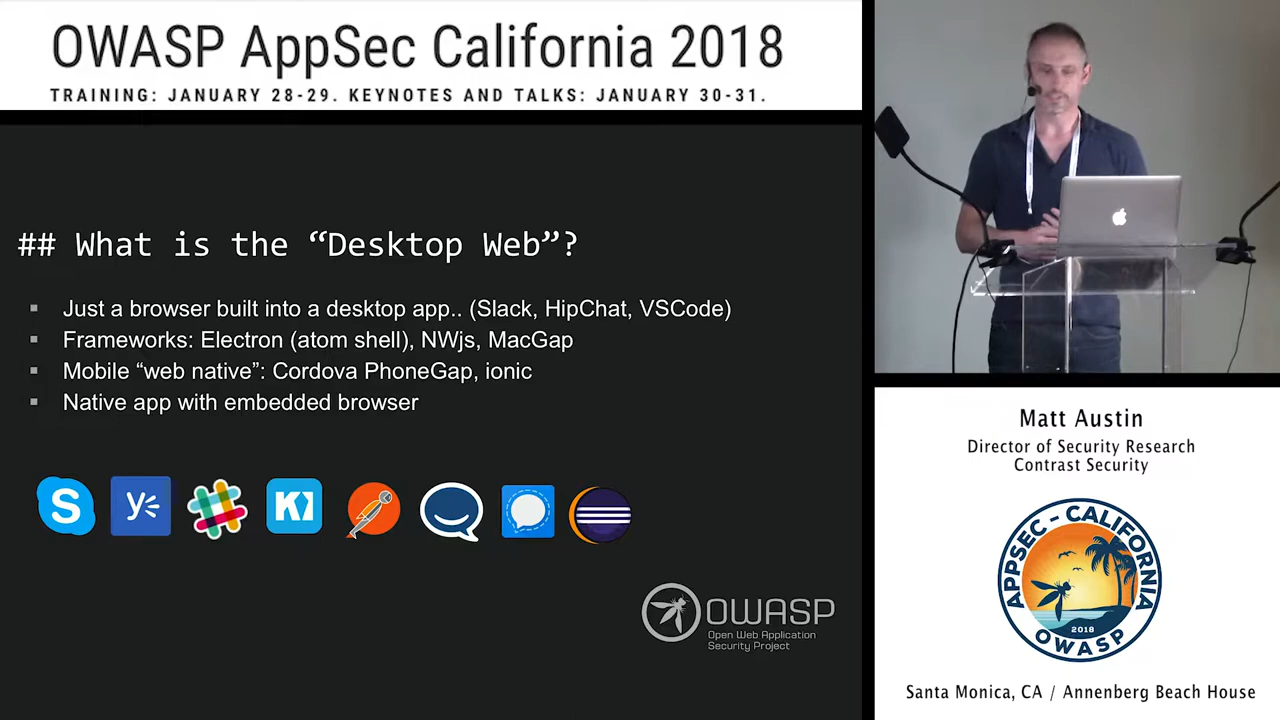 OWASP AppSec California 2018
TRAINING: JANUARY 28-29. KEYNOTES AND TALKS: JANUARY 30-31.
## What is the “Desktop Web”?
Just a browser built into a desktop app.. (Slack, HipChat, VSCode)
Frameworks: Electron (atom shell), NWjs, MacGap
Mobile “web native”: Cordova PhoneGap, ionic
Native app with embedded browser
S
y
K
OWASP
Open Web Application
Security Project
Matt Austin
Director of Security Research
Contrast Security
APPSEC - CALIFORNIA
2018
OWASP
Santa Monica, CA / Annenberg Beach House